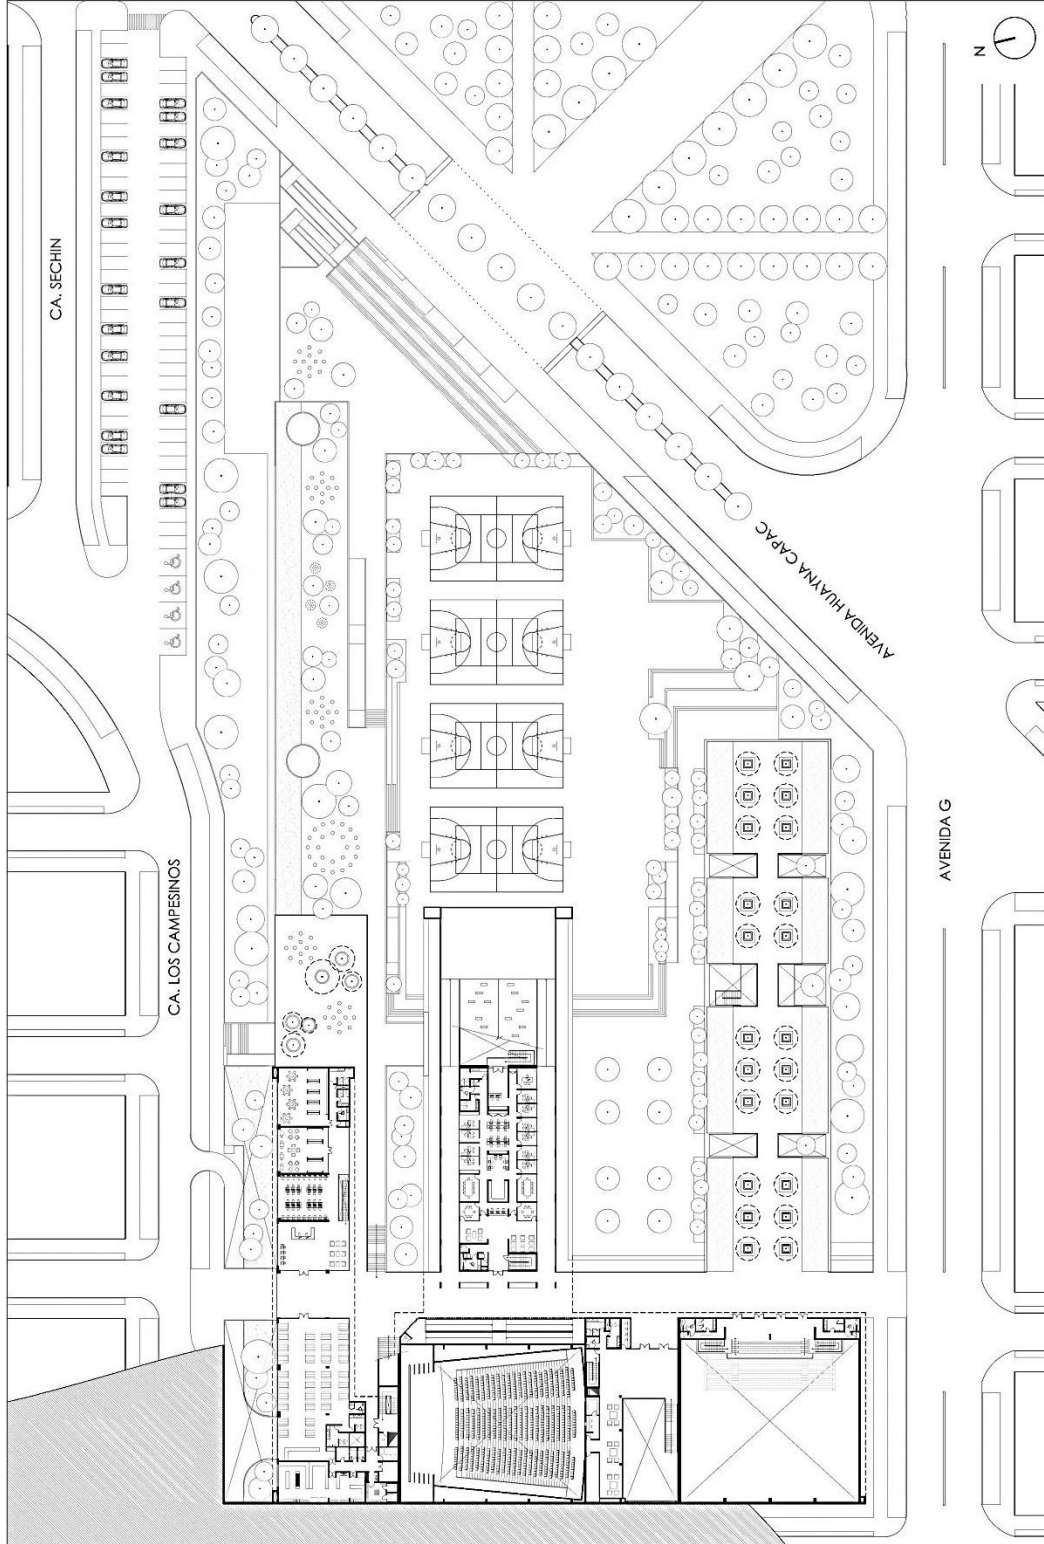 N
CA. SECHIN
AVENIDA HUAYNA CAPAC
AVENIDA G
CA. LOS CAMPESINOS